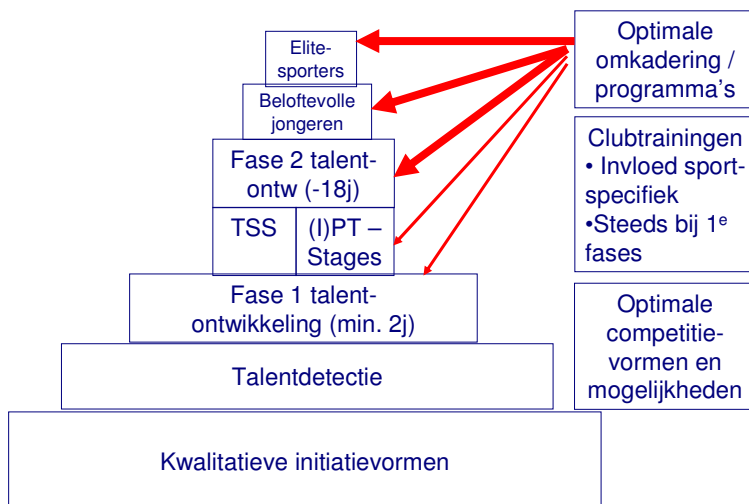 Elite-
sporters
Beloftevolle
jongeren
Fase 2 talent-
ontw (-18j)
TSS
(I)PT –
Stages
Fase 1 talent-
ontwikkeling (min. 2j)
Talentdetectie
Kwalitatieve initiatievormen
Optimale
omkadering /
programma's
Clubtrainingen
• Invloed sport-
specifiek
•Steeds bij 1e
fases
Optimale
competitie-
vormen en
mogelijkheden